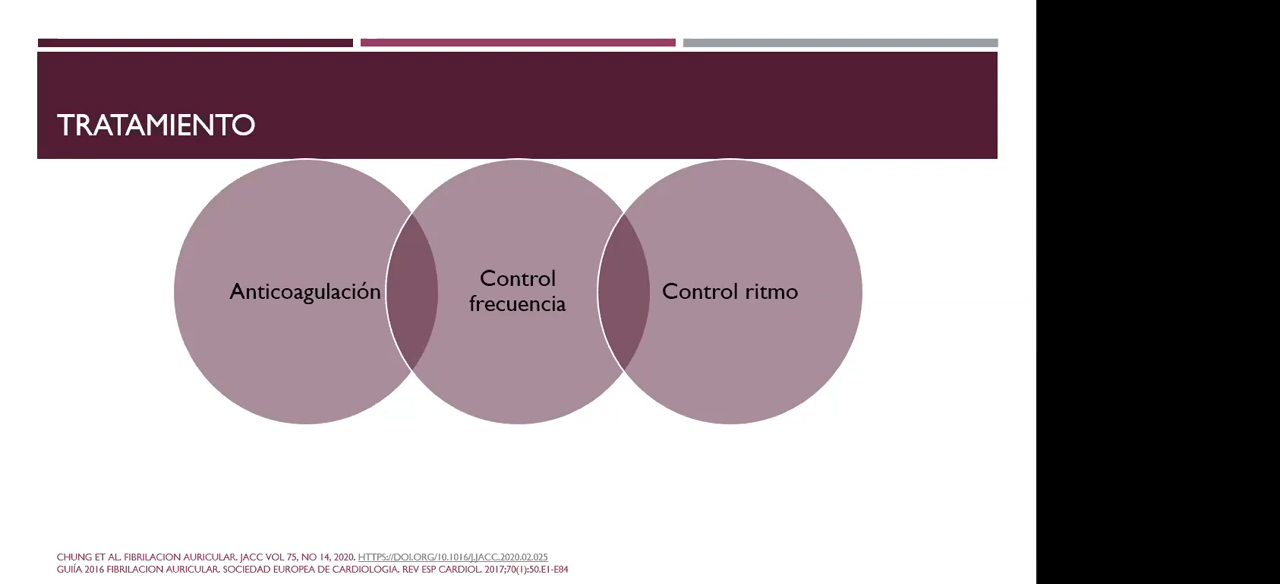 TRATAMIENTO
Anticoagulación
Control
frecuencia
Control ritmo
CHUNG ET AL. FIBRILACION AURICULAR. JACC VOL 75, NO 14, 2020. HTTPS://DOI.ORG/10.1016/J.JACC.2020.02.025
GUIÍA 2016 FIBRILACION AURICULAR. SOCIEDAD EUROPEA DE CARDIOLOGIA. REV ESP CARDIOL. 2017;70(1):50.E1-E84